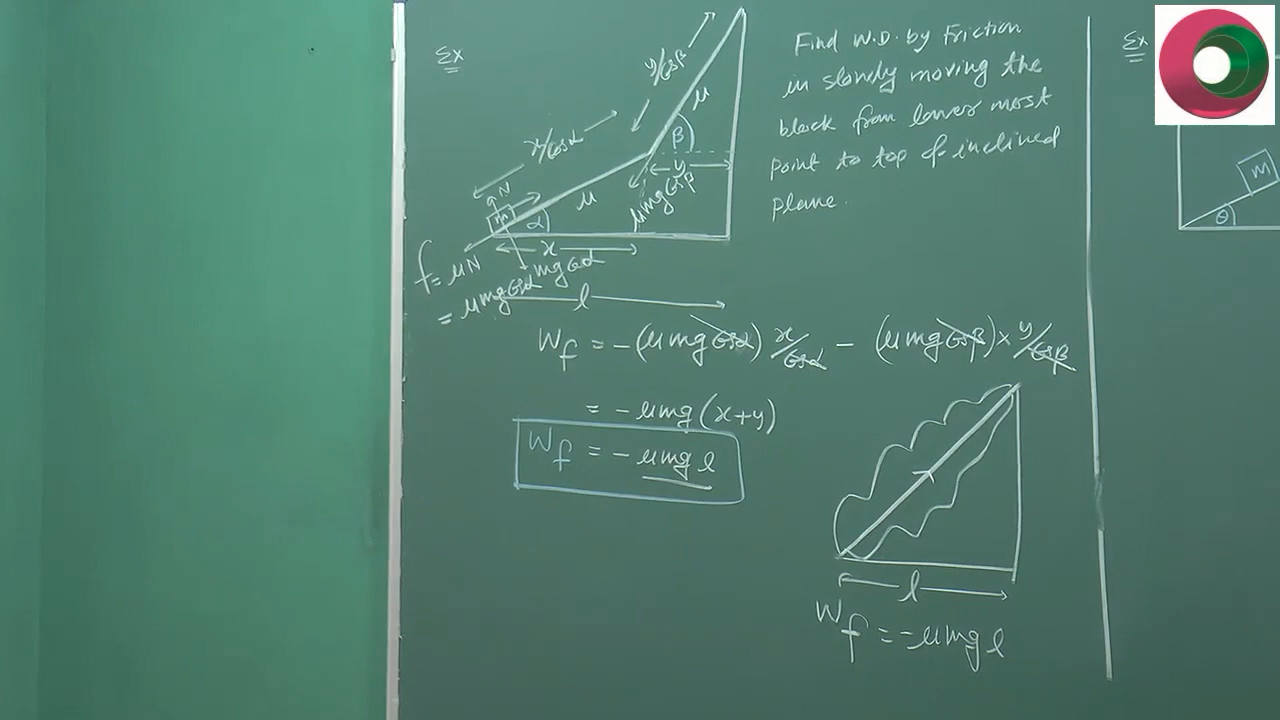 Ex
Find W.D. by Friction
in slowly moving the
block from lower most
point to top of inclined
plane.
y/cosβ
μ
β
x/cosα
y
μmg cosβ
μ
N
m
α
x
f = μN
mg cosα
= μmg cosα
l
W_f = -(μmg cosα) x/cosα - (μmg cosβ) × y/cosβ
= -μmg (x+y)
W_f = -μmg l
l
W_f = -μmg l
Ex
m
θ